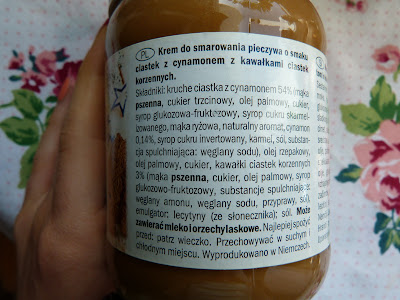 PL Krem do smarowania pieczywa o smaku
ciastek z cynamonem z kawałkami ciastek
korzennych.
Składniki: kruche ciastka z cynamonem 54% (mąka
pszenna, cukier trzcinowy, olej palmowy, cukier,
syrop glukozowo-fruktozowy, syrop cukru skarmel-
izowanego, mąka ryżowa, naturalny aromat, cynamon
0,14%, syrop cukru inwertowany, karmel, sól, sub-
stancja spulchniająca: węglany sodu), olej rzepakowy,
olej palmowy, cukier, kawałki ciastek korzennych
3% (mąka pszenna, cukier, olej palmowy, syrop
glukozowo-fruktozowy, substancje spulchniające:
węglany amonu, węglany sodu, przyprawy, sól),
emulgator: lecytyny (ze słonecznika); sól. Może
zawierać mleko i orzechy laskowe. Najlepiej spożyć
przed: patrz wieczko. Przechowywać w suchym i
chłodnym miejscu. Wyprodukowano w Niemczech.